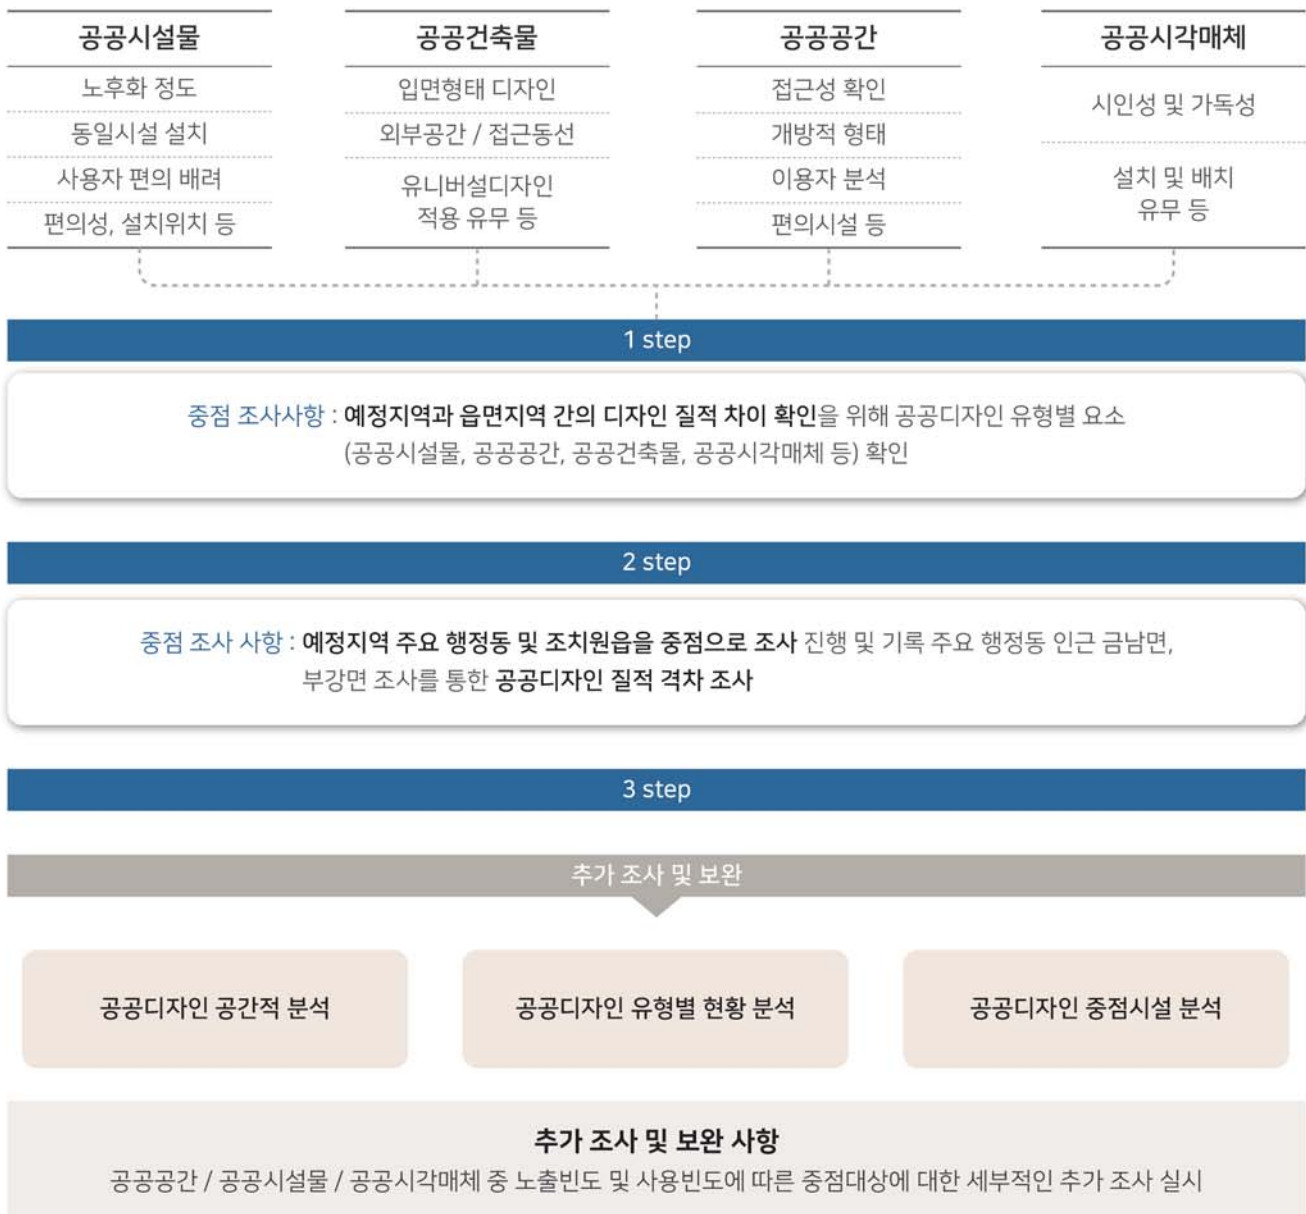 공공시설물
노후화 정도
동일시설 설치
사용자 편의 배려
편의성, 설치위치 등
공공건축물
입면형태 디자인
외부공간 / 접근동선
유니버설디자인
적용 유무 등
공공공간
접근성 확인
개방적 형태
이용자 분석
편의시설 등
공공시각매체
시인성 및 가독성
설치 및 배치
유무 등
1 step
중점 조사사항 : 예정지역과 읍면지역 간의 디자인 질적 차이 확인을 위해 공공디자인 유형별 요소
(공공시설물, 공공공간, 공공건축물, 공공시각매체 등) 확인
2 step
중점 조사 사항 : 예정지역 주요 행정동 및 조치원읍을 중점으로 조사 진행 및 기록 주요 행정동 인근 금남면,
부강면 조사를 통한 공공디자인 질적 격차 조사
3 step
추가 조사 및 보완
공공디자인 공간적 분석
공공디자인 유형별 현황 분석
공공디자인 중점시설 분석
추가 조사 및 보완 사항
공공공간 / 공공시설물 / 공공시각매체 중 노출빈도 및 사용빈도에 따른 중점대상에 대한 세부적인 추가 조사 실시